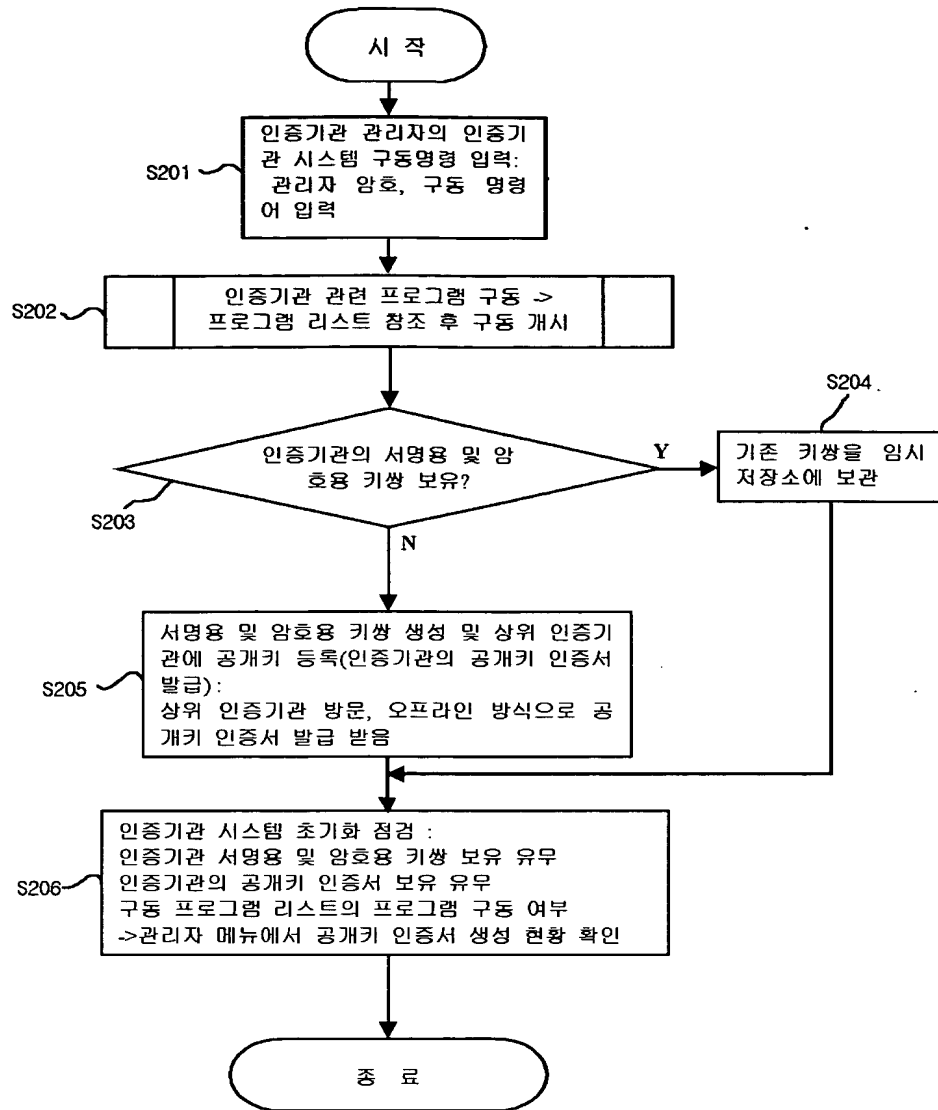 시 작
인증기관 관리자의 인증기
관 시스템 구동명령 입력:
관리자 암호, 구동 명령
어 입력
S201
인증기관 관련 프로그램 구동 ->
프로그램 리스트 참조 후 구동 개시
S202
인증기관의 서명용 및 암
호용 키쌍 보유?
S203
Y
N
S204
기존 키쌍을 임시
저장소에 보관
서명용 및 암호용 키쌍 생성 및 상위 인증기
관에 공개키 등록(인증기관의 공개키 인증서
발급) :
상위 인증기관 방문, 오프라인 방식으로 공
개키 인증서 발급 받음
S205
인증기관 시스템 초기화 점검 :
인증기관 서명용 및 암호용 키쌍 보유 유무
인증기관의 공개키 인증서 보유 유무
구동 프로그램 리스트의 프로그램 구동 여부
->관리자 메뉴에서 공개키 인증서 생성 현황 확인
S206
종 료